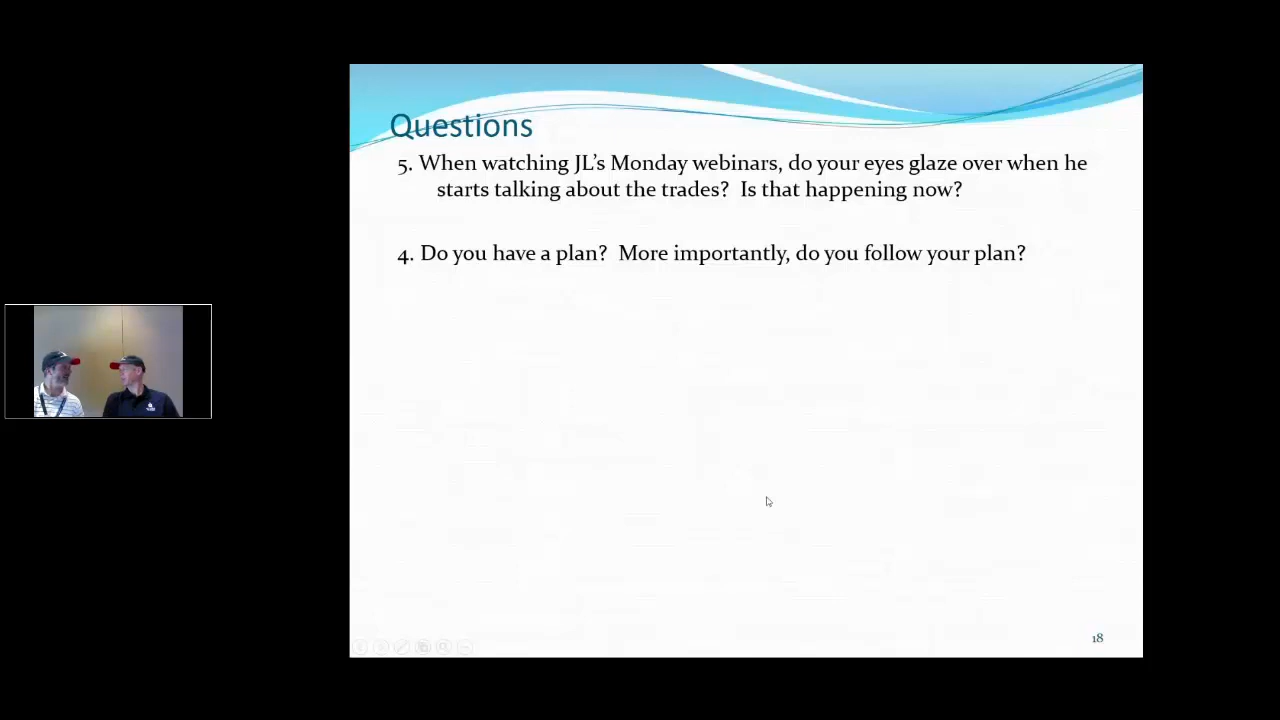 Questions
5. When watching JL's Monday webinars, do your eyes glaze over when he
starts talking about the trades?  Is that happening now?
4. Do you have a plan?  More importantly, do you follow your plan?
18